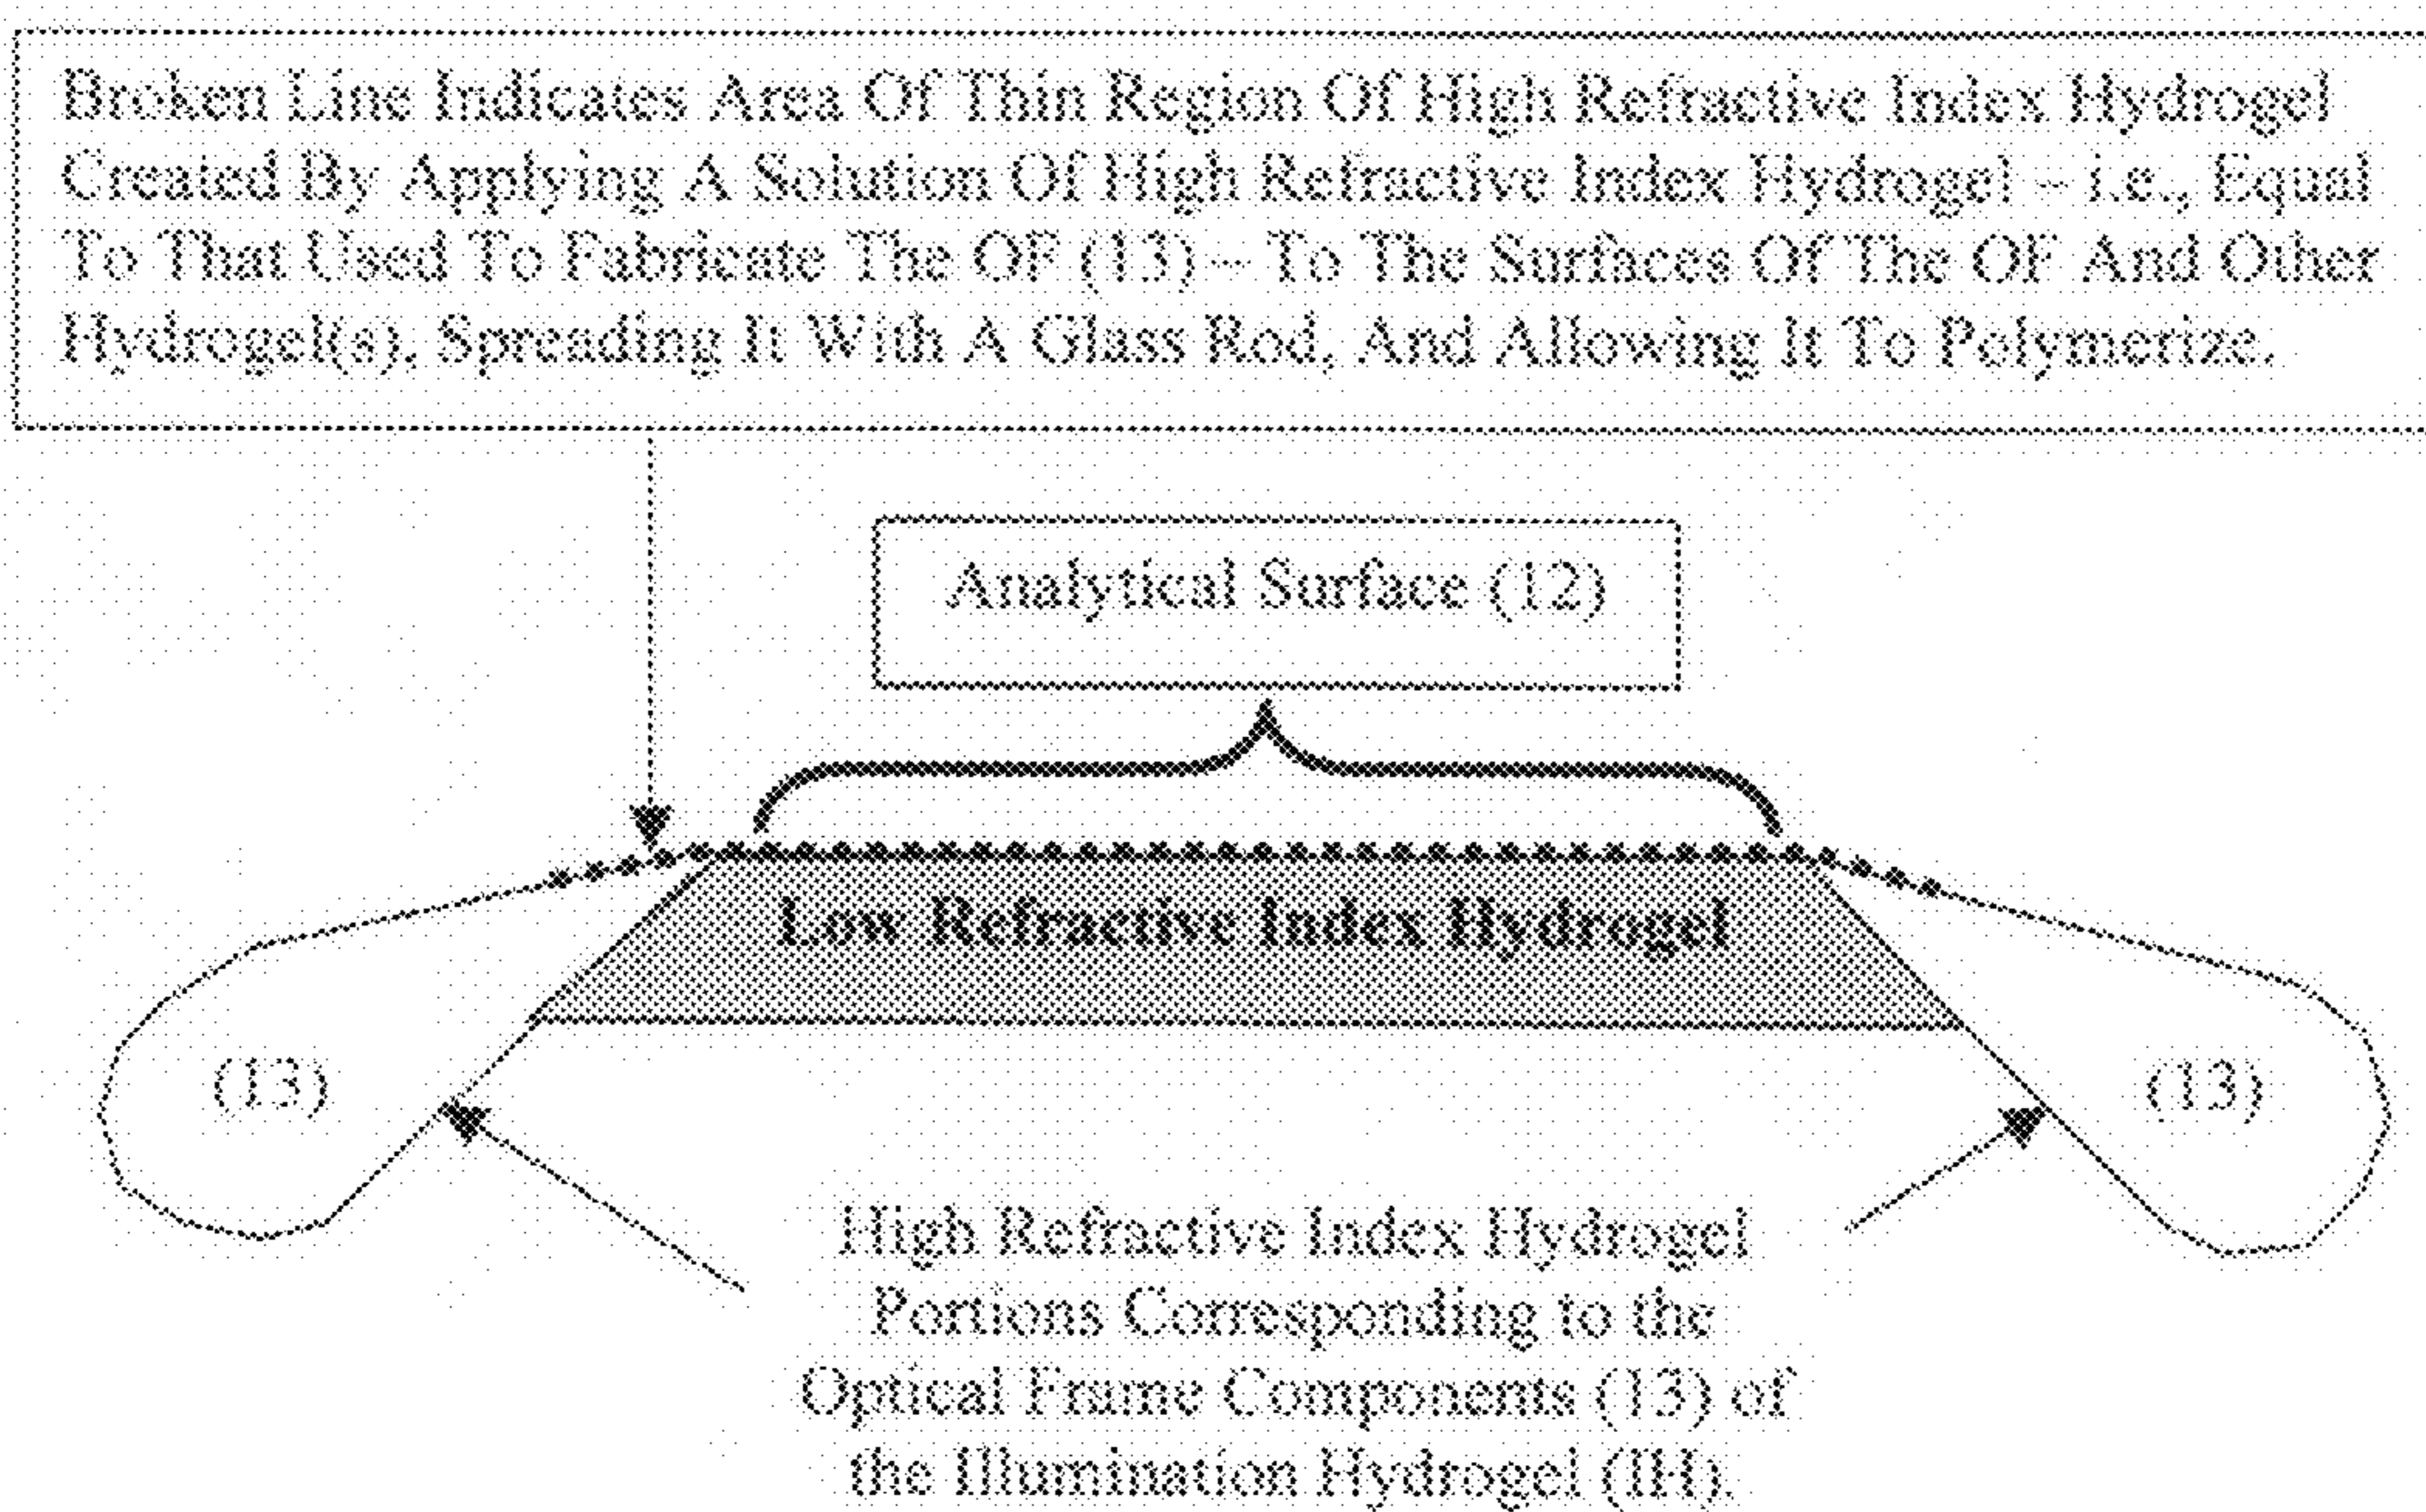 Broken Line Indicates Area Of Thin Region Of High Refractive Index Hydrogel
Created By Applying A Solution Of High Refractive Index Hydrogel – i.e., Equal
To That Used To Fabricate The OF (13) – To The Surfaces Of The OF And Other
Hydrogel(s), Spreading It With A Glass Rod, And Allowing It To Polymerize.
Analytical Surface (12)
Low Refractive Index Hydrogel
(13)
(13)
High Refractive Index Hydrogel
Portions Corresponding to the
Optical Frame Components (13) of
the Illumination Hydrogel (IH).